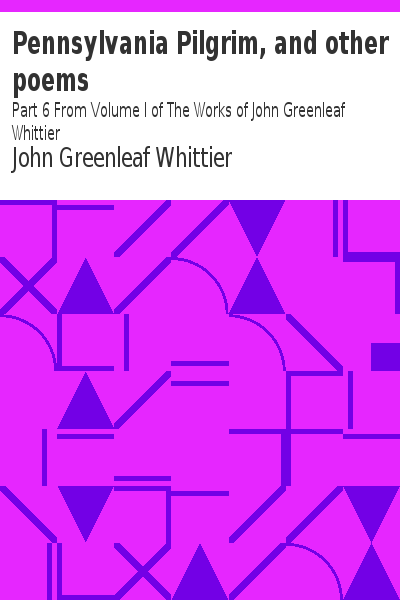 Pennsylvania Pilgrim, and other
poems
Part 6 From Volume I of The Works of John Greenleaf
Whittier
John Greenleaf Whittier